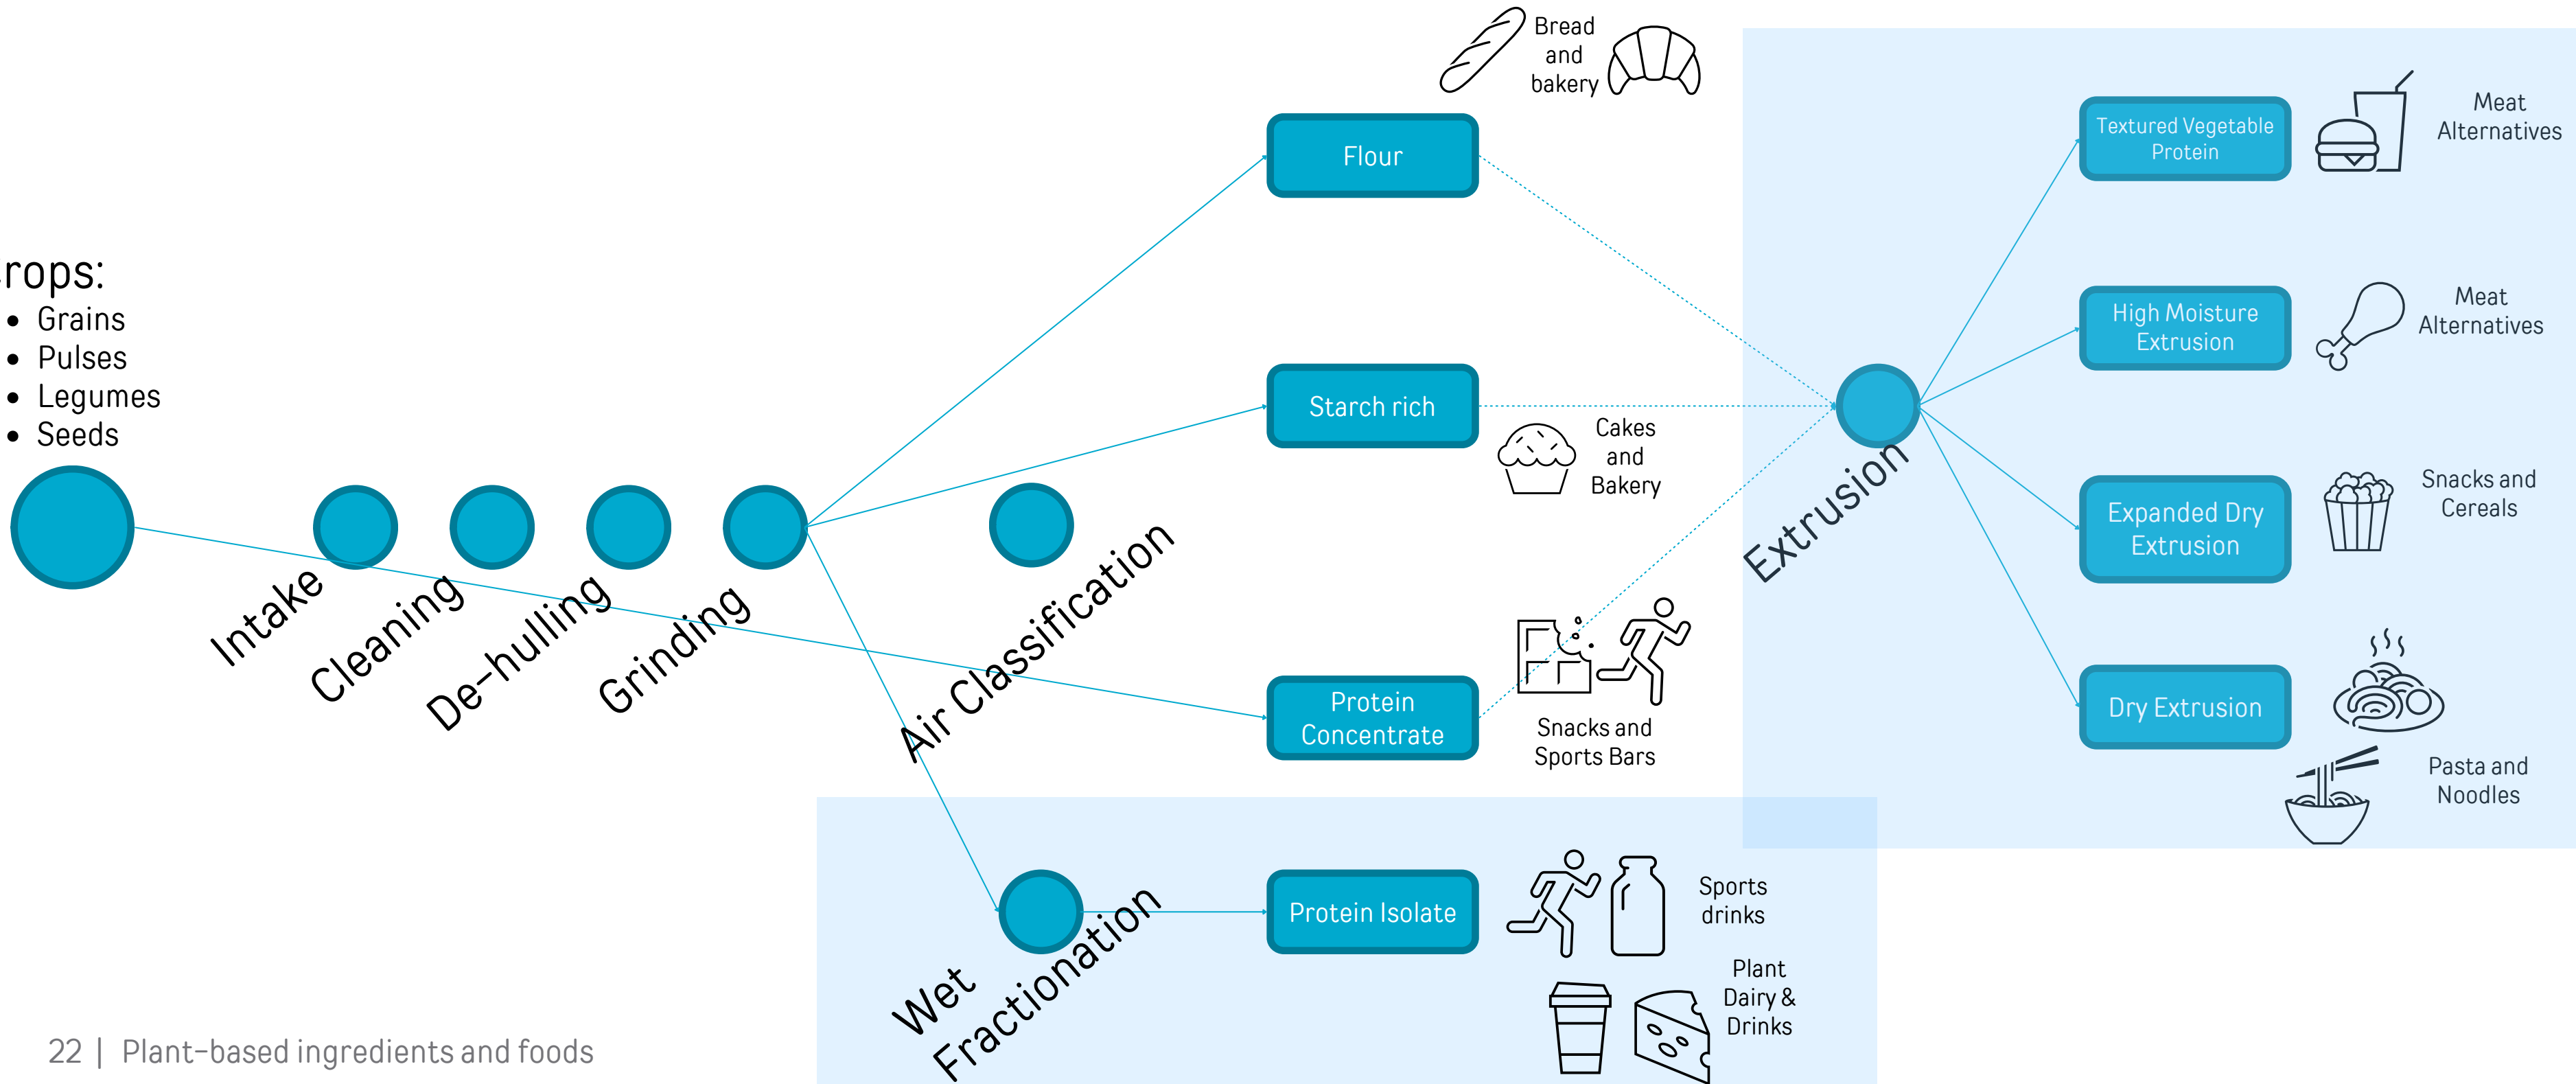 rops:
• Grains
• Pulses
• Legumes
• Seeds
Intake
Cleaning
De-hulling
Grinding
Air Classification
Wet
Fractionation
Bread
and
bakery
Flour
Starch rich
Cakes
and
Bakery
Protein
Concentrate
Snacks and
Sports Bars
Protein Isolate
Sports
drinks
Plant
Dairy &
Drinks
Extrusion
Textured Vegetable
Protein
Meat
Alternatives
High Moisture
Extrusion
Meat
Alternatives
Expanded Dry
Extrusion
Snacks and
Cereals
Dry Extrusion
Pasta and
Noodles
22 | Plant-based ingredients and foods